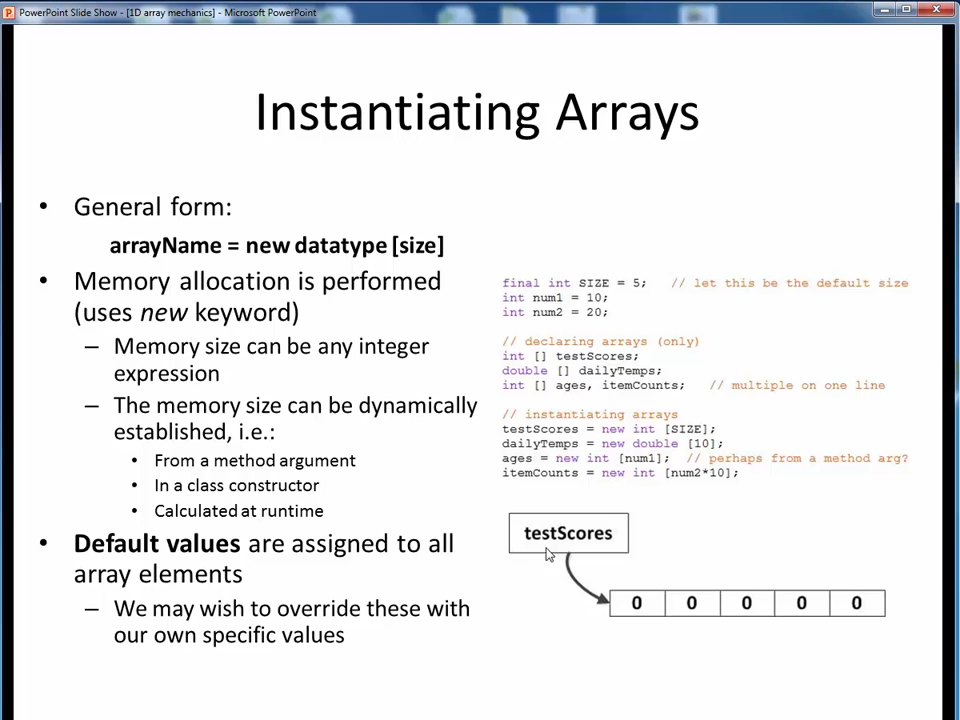 PowerPoint Slide Show - [1D array mechanics] - Microsoft PowerPoint
Instantiating Arrays
• General form:
arrayName = new datatype [size]
• Memory allocation is performed
(uses new keyword)
– Memory size can be any integer
expression
– The memory size can be dynamically
established, i.e.:
• From a method argument
• In a class constructor
• Calculated at runtime
• Default values are assigned to all
array elements
– We may wish to override these with
our own specific values
final int SIZE = 5;   // let this be the default size
int num1 = 10;
int num2 = 20;
// declaring arrays (only)
int [] testScores;
double [] dailyTemps;
int [] ages, itemCounts;   // multiple on one line
// instantiating arrays
testScores = new int [SIZE];
dailyTemps = new double [10];
ages = new int [num1];  // perhaps from a method arg?
itemCounts = new int [num2*10];
testScores
0 0 0 0 0